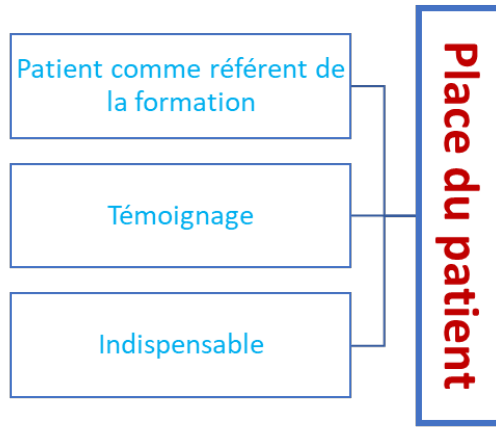 Patient comme référent de
la formation
Témoignage
Indispensable
Place du patient